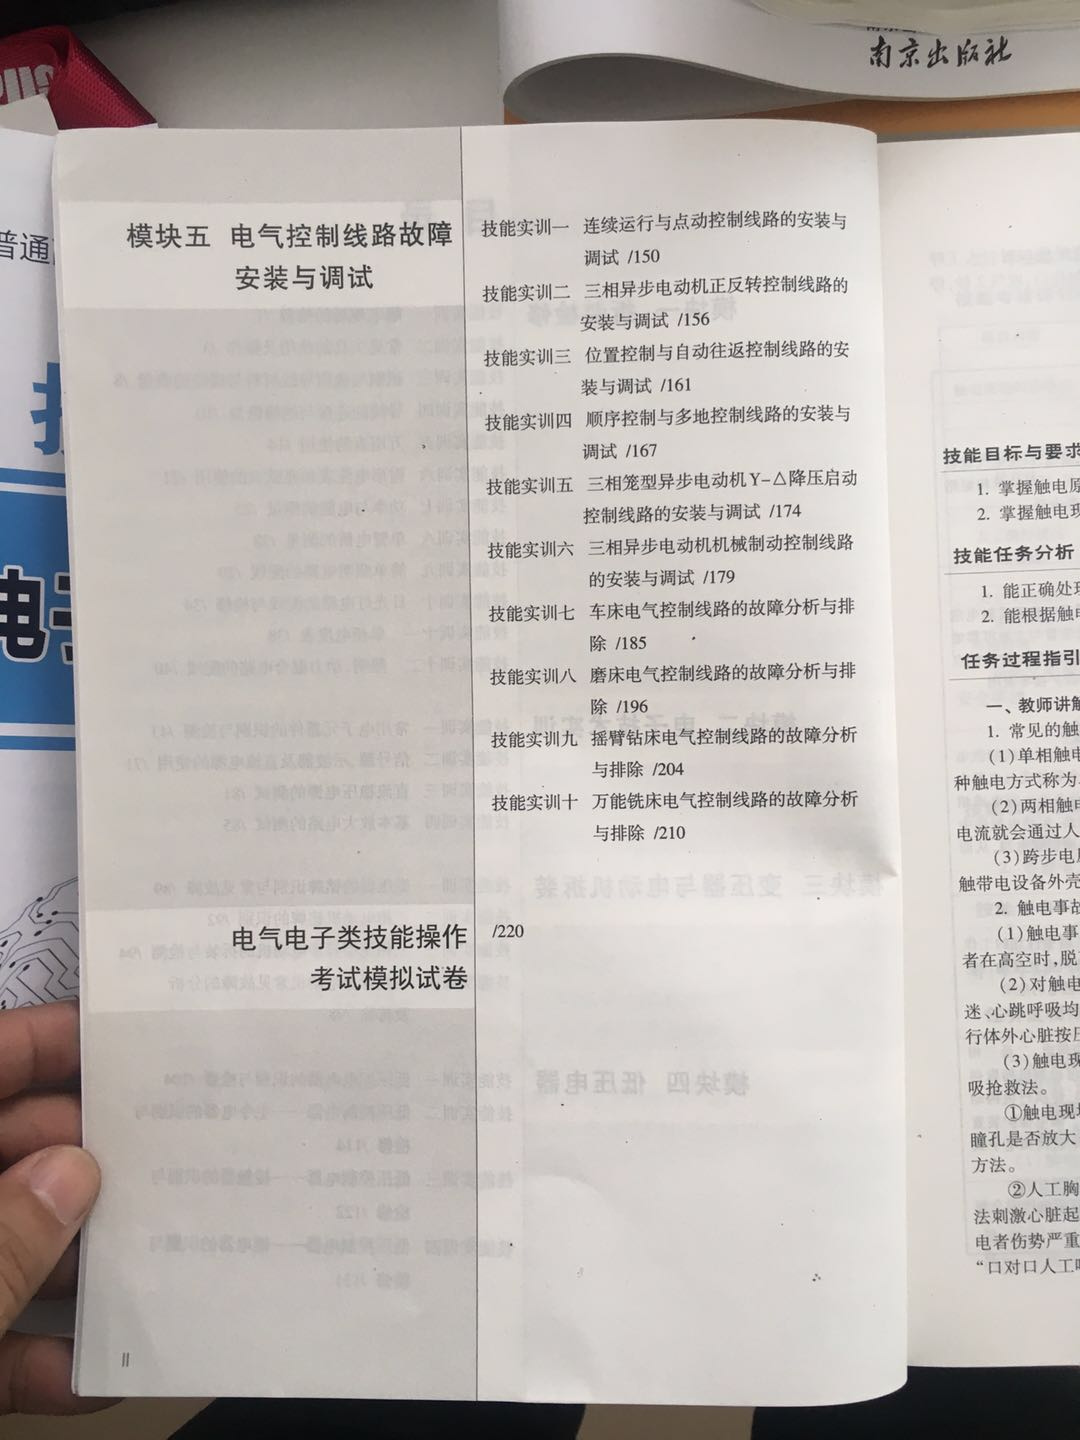 南京出版社
普通
模块五 电气控制线路故障
安装与调试
技能实训一 连续运行与点动控制线路的安装与
调试 /150
技能实训二 三相异步电动机正反转控制线路的
安装与调试 /156
技能实训三 位置控制与自动往返控制线路的安
装与调试 /161
技能实训四 顺序控制与多地控制线路的安装与
调试 /167
技能实训五 三相笼型异步电动机Y-△降压启动
控制线路的安装与调试 /174
技能实训六 三相异步电动机机械制动控制线路
的安装与调试 /179
技能实训七 车床电气控制线路的故障分析与排
除 /185
技能实训八 磨床电气控制线路的故障分析与排
除 /196
技能实训九 摇臂钻床电气控制线路的故障分析
与排除 /204
技能实训十 万能铣床电气控制线路的故障分析
与排除 /210
电气电子类技能操作 /220
考试模拟试卷
II
技能目标与要求
1. 掌握触电原
2. 掌握触电现
技能任务分析
1. 能正确处理
2. 能根据触电
任务过程指引
一、教师讲解
1. 常见的触
(1)单相触电
种触电方式称为
(2)两相触电
电流就会通过人
(3)跨步电压
触带电设备外壳
2. 触电事故
(1)触电事
者在高空时,脱
(2)对触电
迷、心跳呼吸均
行体外心脏按压
(3)触电现
吸抢救法。
①触电现场
瞳孔是否放大
方法。
②人工胸
法刺激心脏起
电者伤势严重
“口对口人工呼